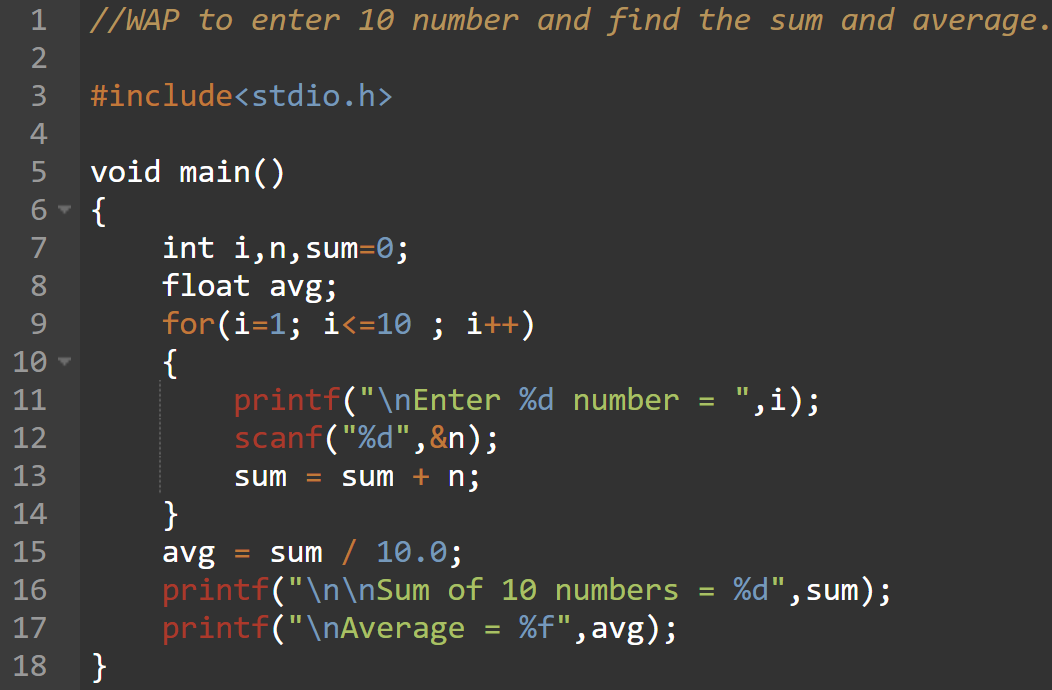 1 //WAP to enter 10 number and find the sum and average.
2
3 #include<stdio.h>
4
5 void main()
6 {
7     int i,n,sum=0;
8     float avg;
9     for(i=1; i<=10 ; i++)
10     {
11         printf("\nEnter %d number = ",i);
12         scanf("%d",&n);
13         sum = sum + n;
14     }
15     avg = sum / 10.0;
16     printf("\n\nSum of 10 numbers = %d",sum);
17     printf("\nAverage = %f",avg);
18 }